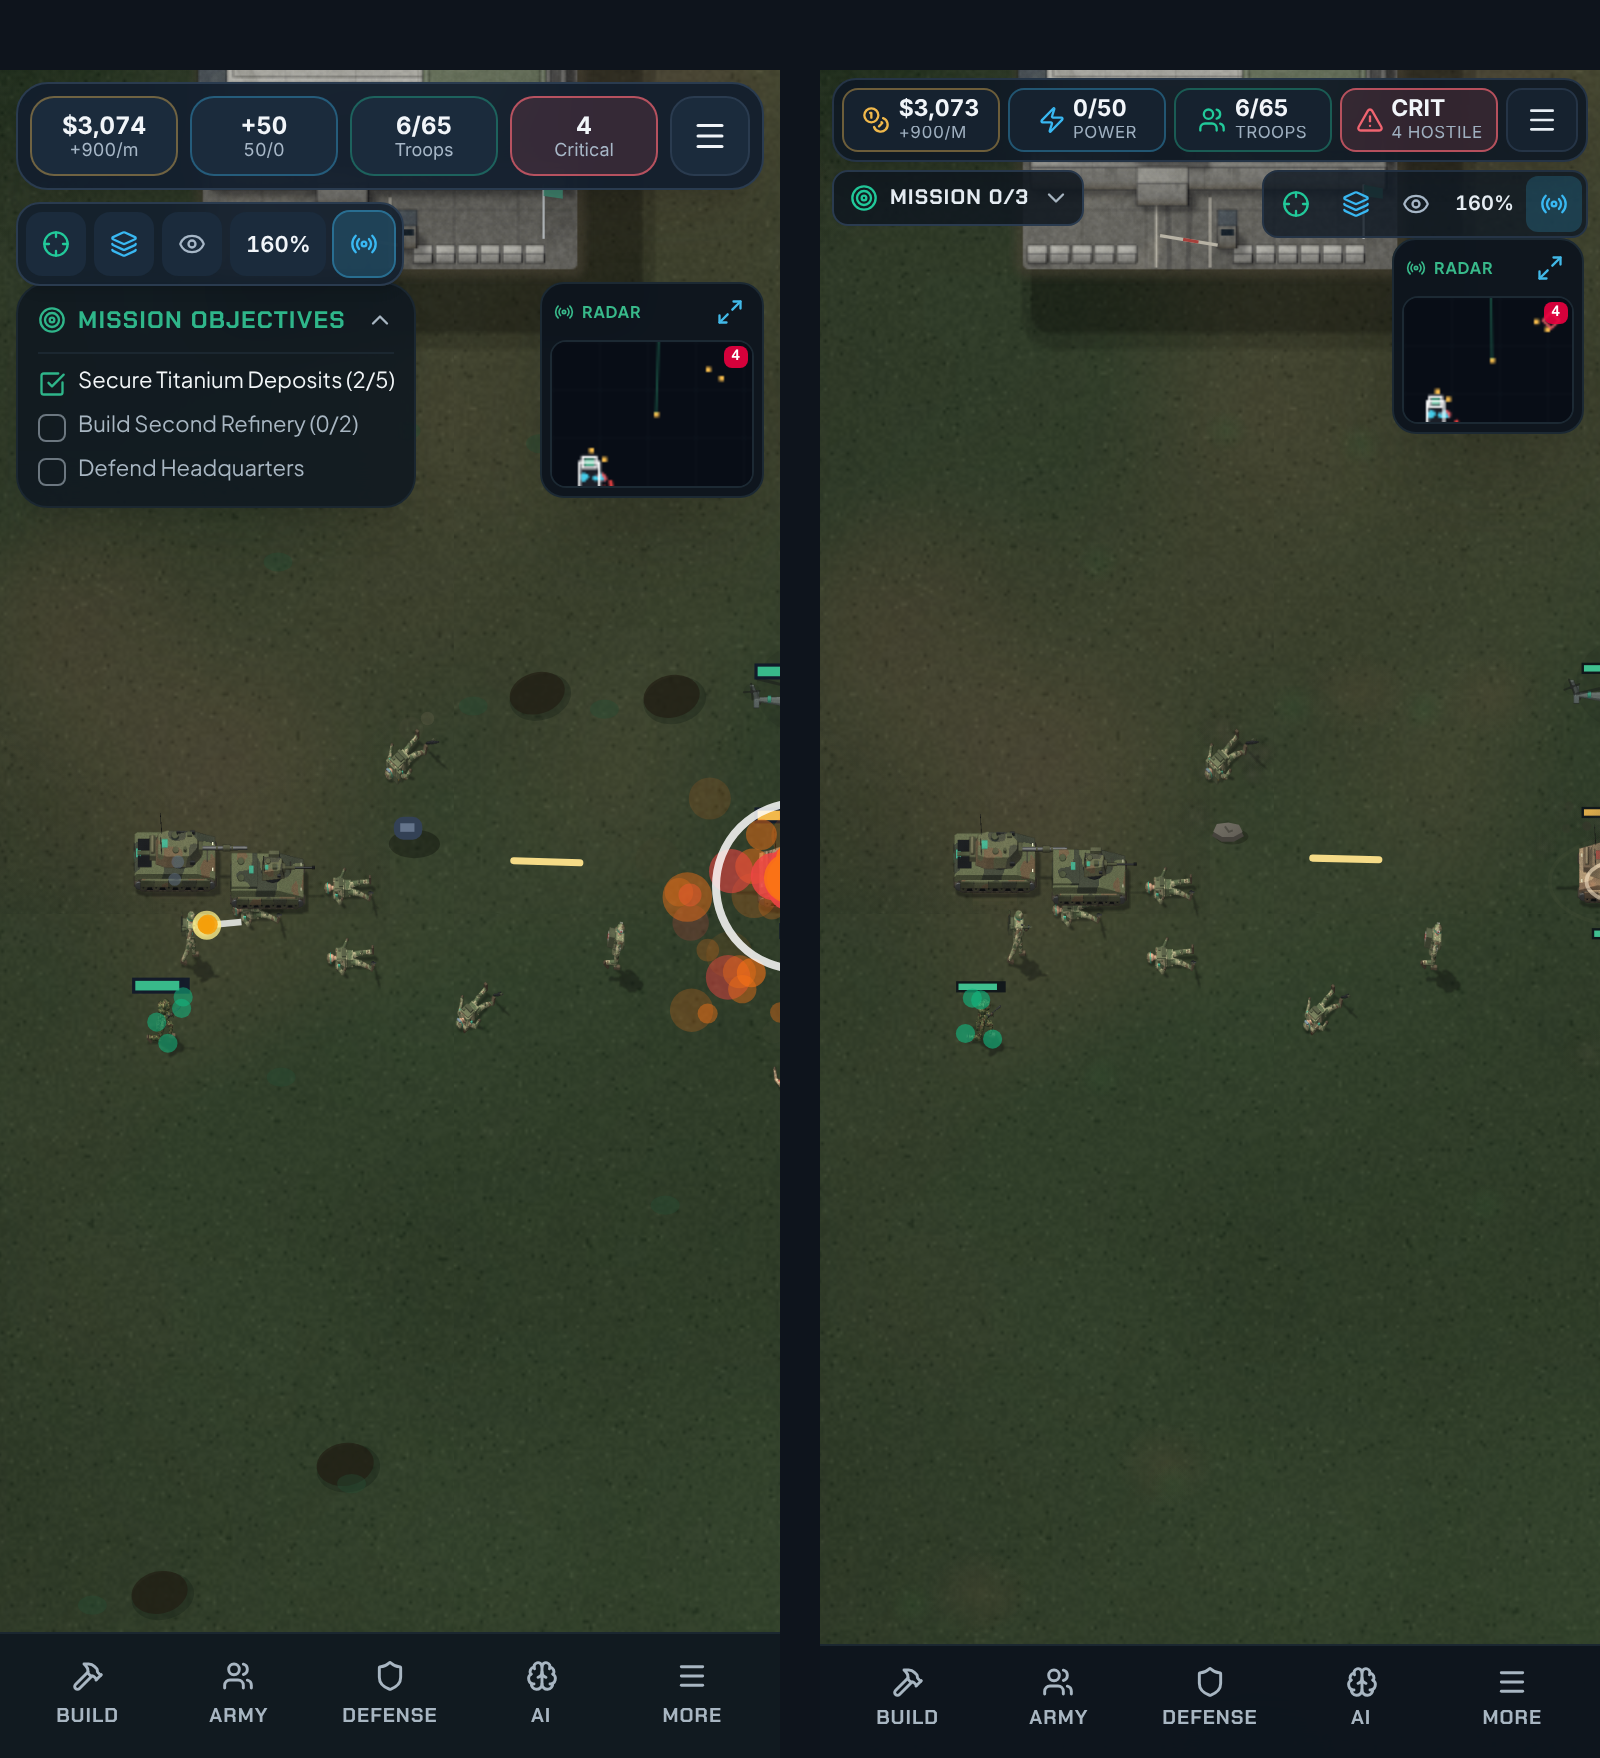 $3,074
+900/m
+50
50/0
6/65
Troops
4
Critical
160%
MISSION OBJECTIVES
Secure Titanium Deposits (2/5)
Build Second Refinery (0/2)
Defend Headquarters
RADAR
4
BUILD
ARMY
DEFENSE
AI
MORE
$3,073
+900/M
0/50
POWER
6/65
TROOPS
CRIT
4 HOSTILE
MISSION 0/3
160%
RADAR
4
BUILD
ARMY
DEFENSE
AI
MORE